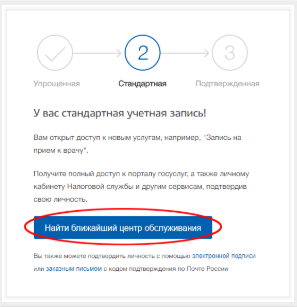 2
3
Упрощенная
Стандартная
Подтвержденная
У вас стандартная учетная запись!
Вам открыт доступ к новым услугам, например, "Запись на
прием к врачу".
Получите полный доступ к порталу госуслуг, а также личному
кабинету Налоговой службы и другим сервисам, подтвердив
свою личность.
Найти ближайший центр обслуживания
Вы также можете подтвердить личность с помощью электронной подписи
или заказным письмом с кодом подтверждения по Почте России